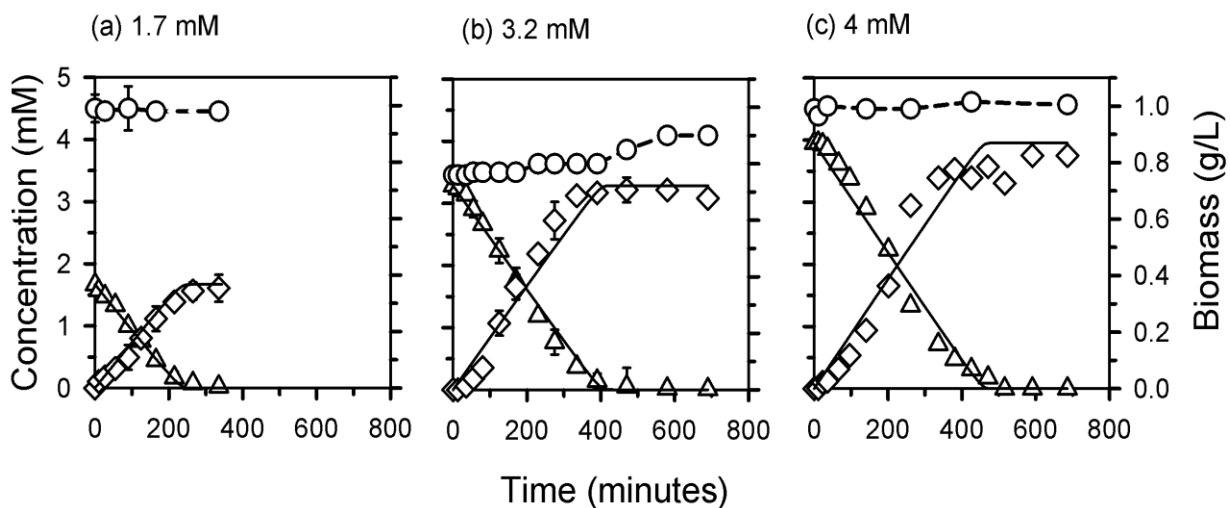 (a) 1.7 mM
(b) 3.2 mM
(c) 4 mM
Concentration (mM)
5
4
3
2
1
0
0 200 400 600 800
0 200 400 600 800
0 200 400 600 800
1.0
0.8
0.6
0.4
0.2
0.0
Biomass (g/L)
Time (minutes)